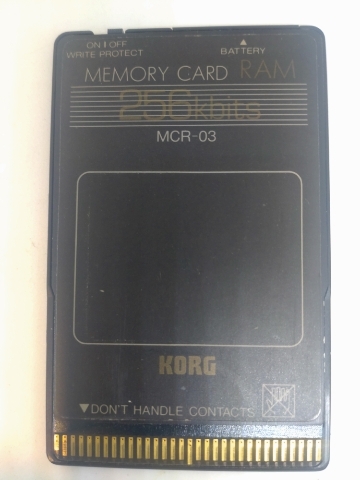 ON | OFF
WRITE PROTECT
▲
BATTERY
MEMORY CARD RAM
256kbits
MCR-03
KORG
▼DON'T HANDLE CONTACTS